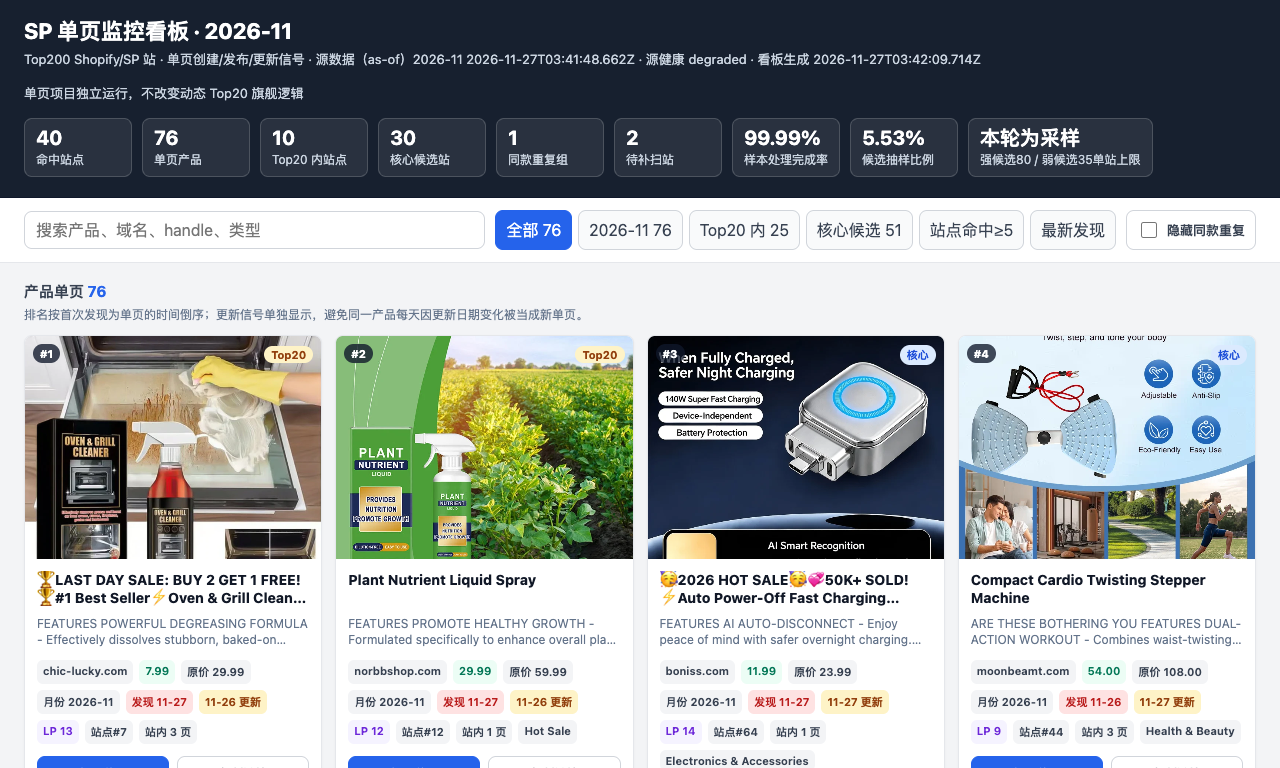 SP 单页监控看板 · 2026-11
Top200 Shopify/SP 站 · 单页创建/发布/更新信号 · 源数据（as-of）2026-11 2026-11-27T03:41:48.662Z · 源健康 degraded · 看板生成 2026-11-27T03:42:09.714Z
单页项目独立运行，不改变动态 Top20 旗舰逻辑
40 76 10 30 1 2 99.99% 5.53% 本轮为采样
命中站点 单页产品 Top20 内站点 核心候选站 同款重复组 待补扫站 样本处理完成率 候选抽样比例 强候选80 / 弱候选35单站上限
搜索产品、域名、handle、类型 全部 76 2026-11 76 Top20 内 25 核心候选 51 站点命中≥5 最新发现 隐藏同款重复
产品单页 76
排名按首次发现为单页的时间倒序；更新信号单独显示，避免同一产品每天因更新日期变化被当成新单页。
#1 Top20
OVEN & GRILL
CLEANER
OVEN & GRILL
CLEANER
🏆LAST DAY SALE: BUY 2 GET 1 FREE!
🏆#1 Best Seller⚡Oven & Grill Clean...
FEATURES POWERFUL DEGREASING FORMULA
- Effectively dissolves stubborn, baked-on...
chic-lucky.com 7.99 原价 29.99
月份 2026-11 发现 11-27 11-26 更新
LP 13 站点#7 站内 3 页
#2 Top20
PLANT
NUTRIENT
LIQUID
PROVIDES
NUTRITION
PROMOTE GROWTH
PLANT
NUTRIENT
Plant Nutrient Liquid Spray
FEATURES PROMOTE HEALTHY GROWTH -
Formulated specifically to enhance overall pla...
norbbshop.com 29.99 原价 59.99
月份 2026-11 发现 11-27 11-26 更新
LP 12 站点#12 站内 1 页 Hot Sale
#3 核心
When Fully Charged,
Safer Night Charging
140W Super Fast Charging
Device-Independent
Battery Protection
AI Smart Recognition
🥳2026 HOT SALE🥳💞50K+ SOLD!
⚡Auto Power-Off Fast Charging...
FEATURES AI AUTO-DISCONNECT - Enjoy
peace of mind with safer overnight charging....
boniss.com 11.99 原价 23.99
月份 2026-11 发现 11-27 11-27 更新
LP 14 站点#64 站内 1 页
Electronics & Accessories
#4 核心
Twist, step, and tone your body
Adjustable Anti-Slip
Eco-Friendly Easy Use
Compact Cardio Twisting Stepper
Machine
ARE THESE BOTHERING YOU FEATURES DUAL-
ACTION WORKOUT - Combines waist-twisting...
moonbeamt.com 54.00 原价 108.00
月份 2026-11 发现 11-26 11-27 更新
LP 9 站点#44 站内 3 页 Health & Beauty